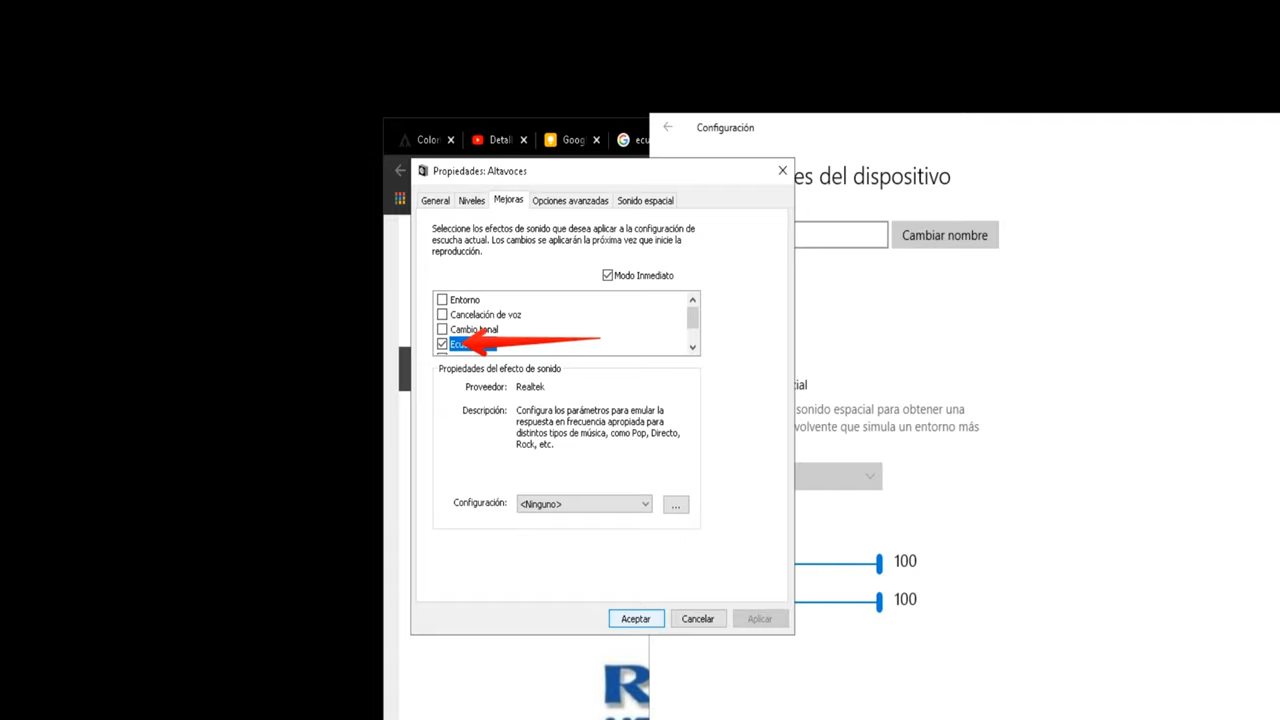 Color
Detall
Goog
ecu
Configuración
Propiedades: Altavoces
es del dispositivo
General
Niveles
Mejoras
Opciones avanzadas
Sonido espacial
Seleccione los efectos de sonido que desea aplicar a la configuración de
escucha actual. Los cambios se aplicarán la próxima vez que inicie la
reproducción.
Cambiar nombre
Modo Inmediato
Entorno
Cancelación de voz
Cambio tonal
Propiedades del efecto de sonido
Proveedor: Realtek
Descripción: Configura los parámetros para emular la
respuesta en frecuencia apropiada para
distintos tipos de música, como Pop, Directo,
Rock, etc.
cial
sonido espacial para obtener una
volvente que simula un entorno más
Configuración: <Ninguno>
...
100
100
Aceptar
Cancelar
Aplicar
R